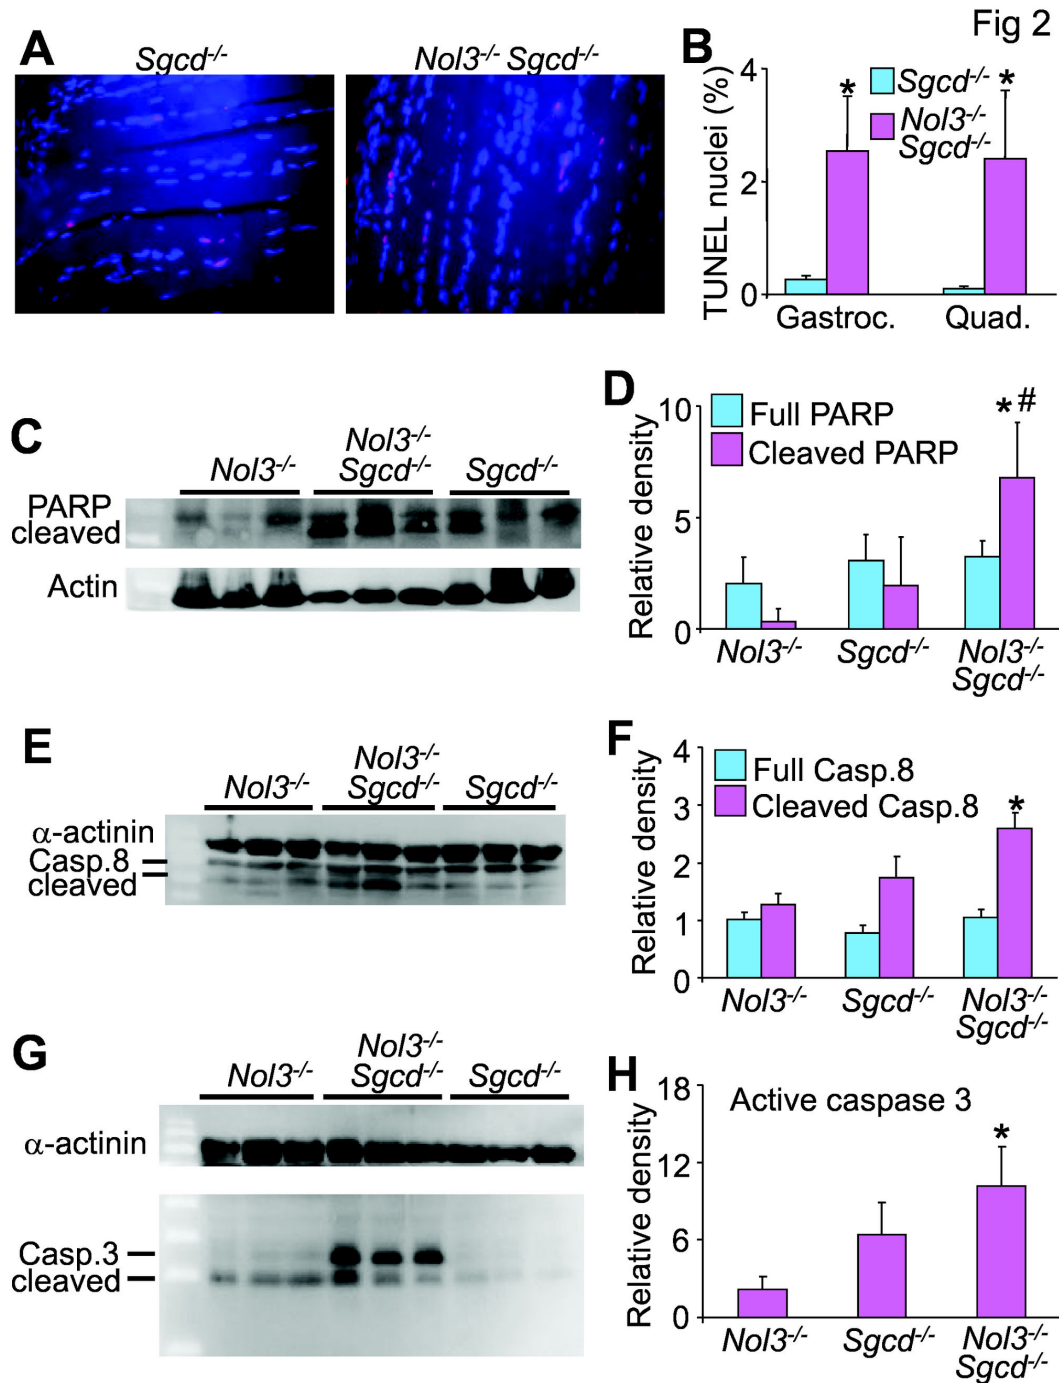 Fig 2
A
Sgcd-/-
Nol3-/- Sgcd-/-
B
TUNEL nuclei (%)
4
2
0
Sgcd-/-
Nol3-/-
Sgcd-/-
*
*
Gastroc.
Quad.
C
Nol3-/-
Nol3-/-
Sgcd-/-
Sgcd-/-
PARP
cleaved
Actin
D
Relative density
10
5
0
Full PARP
Cleaved PARP
*#
Nol3-/-
Sgcd-/-
Nol3-/-
Sgcd-/-
E
Nol3-/-
Nol3-/-
Sgcd-/-
Sgcd-/-
α-actinin
Casp.8
cleaved
F
Relative density
4
3
2
1
0
Full Casp.8
Cleaved Casp.8
*
Nol3-/-
Sgcd-/-
Nol3-/-
Sgcd-/-
G
Nol3-/-
Nol3-/-
Sgcd-/-
Sgcd-/-
α-actinin
Casp.3
cleaved
H
Relative density
18
12
6
0
Active caspase 3
*
Nol3-/-
Sgcd-/-
Nol3-/-
Sgcd-/-